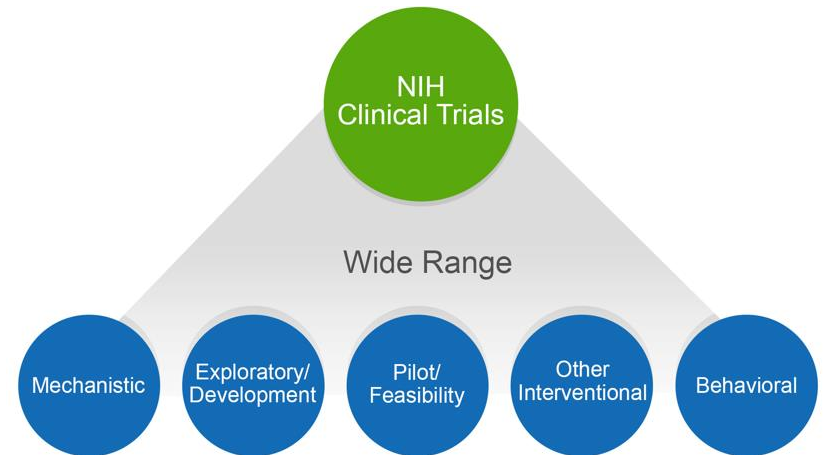 NIH
Clinical Trials
Wide Range
Mechanistic
Exploratory/
Development
Pilot/
Feasibility
Other
Interventional
Behavioral